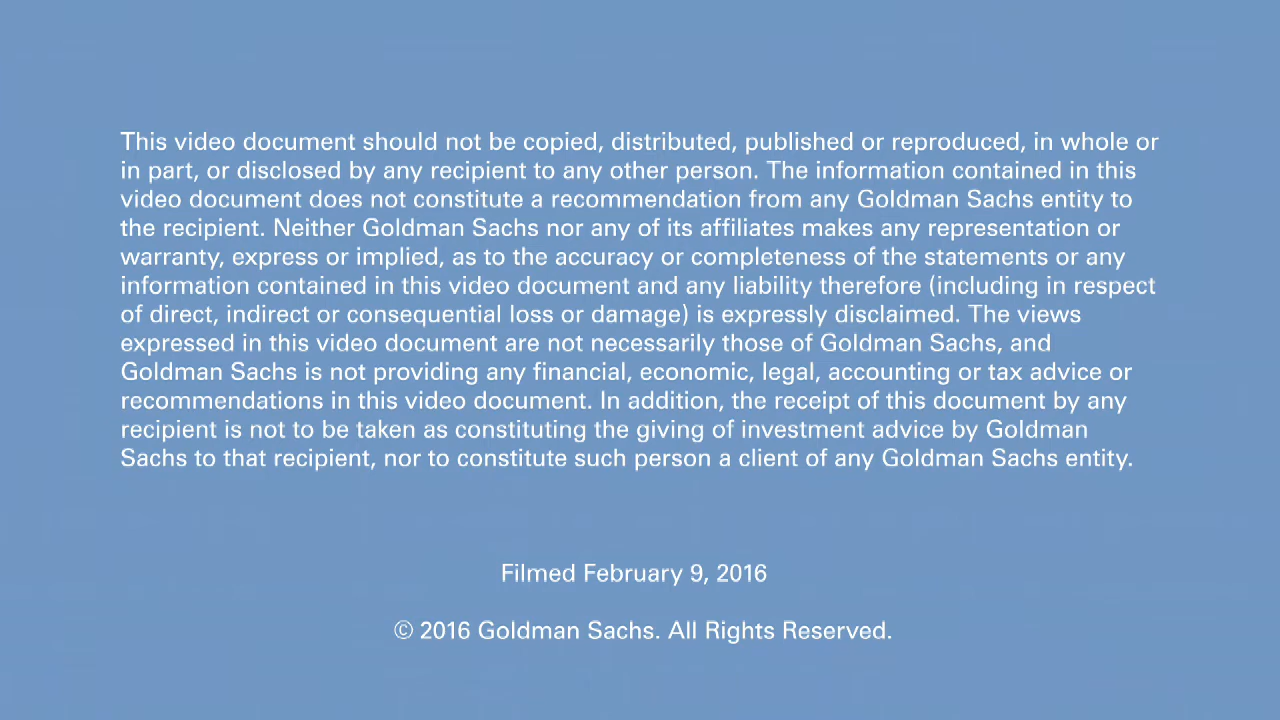 This video document should not be copied, distributed, published or reproduced, in whole or
in part, or disclosed by any recipient to any other person. The information contained in this
video document does not constitute a recommendation from any Goldman Sachs entity to
the recipient. Neither Goldman Sachs nor any of its affiliates makes any representation or
warranty, express or implied, as to the accuracy or completeness of the statements or any
information contained in this video document and any liability therefore (including in respect
of direct, indirect or consequential loss or damage) is expressly disclaimed. The views
expressed in this video document are not necessarily those of Goldman Sachs, and
Goldman Sachs is not providing any financial, economic, legal, accounting or tax advice or
recommendations in this video document. In addition, the receipt of this document by any
recipient is not to be taken as constituting the giving of investment advice by Goldman
Sachs to that recipient, nor to constitute such person a client of any Goldman Sachs entity.
Filmed February 9, 2016
© 2016 Goldman Sachs. All Rights Reserved.